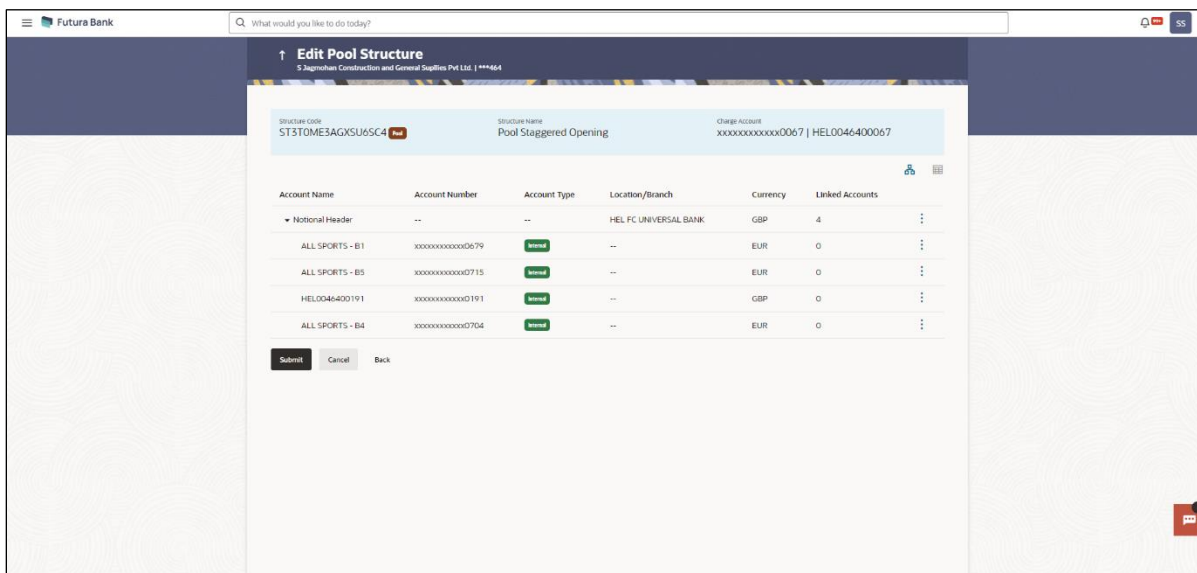 Futura Bank
What would you like to do today?
SS
↑ Edit Pool Structure
S Jagmohan Construction and General Supllies Pvt Ltd. | ***464
Structure Code
Structure Name
Charge Account
ST3T0ME3AGXSU6SC4 Pool
Pool Staggered Opening
xxxxxxxxxxxx0067 | HEL0046400067
Account Name Account Number Account Type Location/Branch Currency Linked Accounts
Notional Header -- -- HEL FC UNIVERSAL BANK GBP 4
ALL SPORTS - B1 xxxxxxxxxxxx0679 Internal -- EUR 0
ALL SPORTS - B5 xxxxxxxxxxxx0715 Internal -- EUR 0
HEL0046400191 xxxxxxxxxxxx0191 Internal -- GBP 0
ALL SPORTS - B4 xxxxxxxxxxxx0704 Internal -- EUR 0
Submit Cancel Back